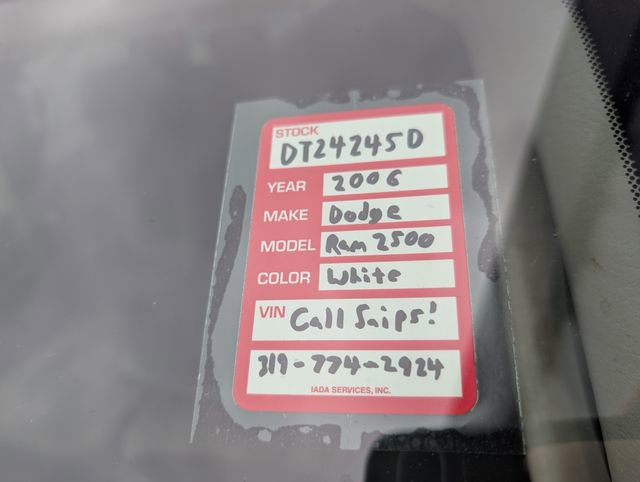 STOCK
DT24245D
YEAR 2006
MAKE Dodge
MODEL Ram 2500
COLOR White
VIN Call Saips!
319-774-2924
IADA SERVICES, INC.